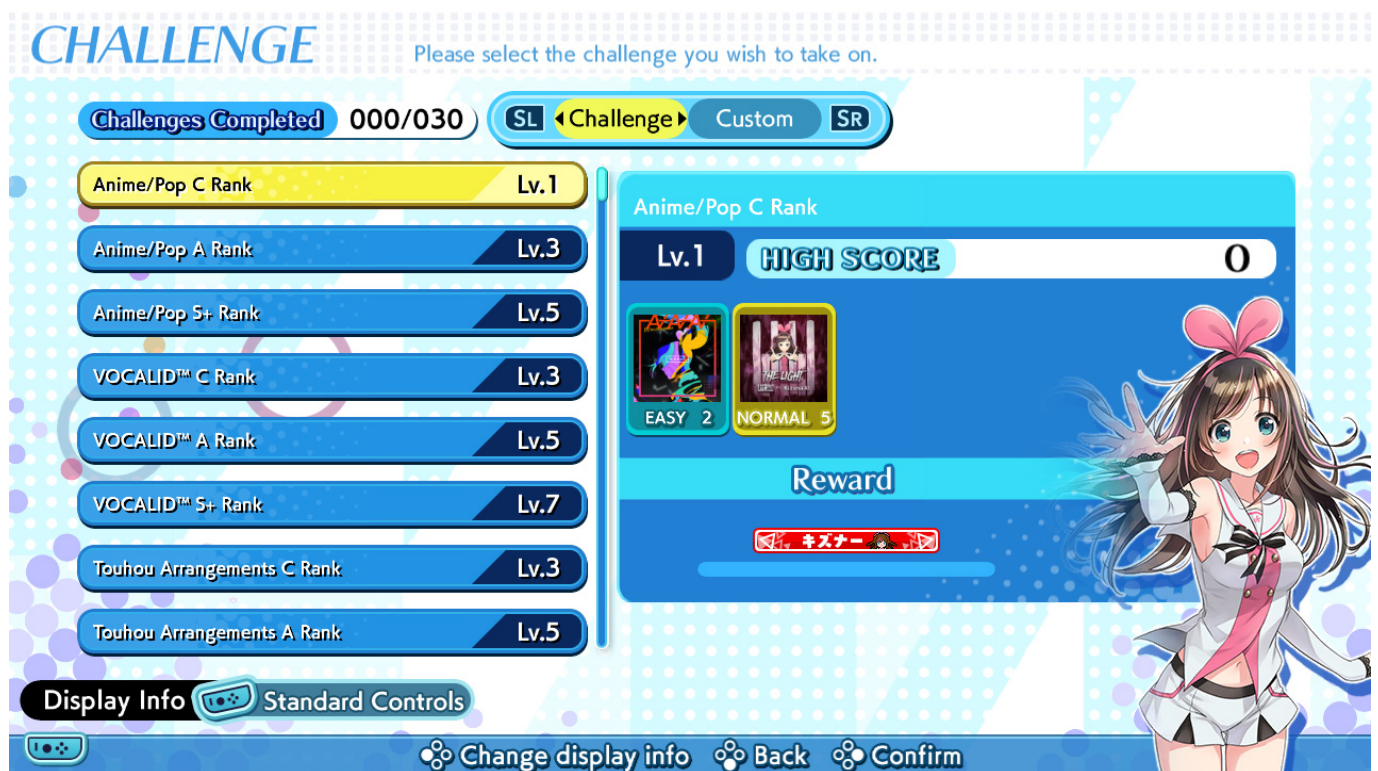 CHALLENGE
Please select the challenge you wish to take on.
Challenges Completed 000/030
SL Challenge Custom SR
Anime/Pop C Rank Lv.1
Anime/Pop A Rank Lv.3
Anime/Pop S+ Rank Lv.5
VOCALID™ C Rank Lv.3
VOCALID™ A Rank Lv.5
VOCALID™ S+ Rank Lv.7
Touhou Arrangements C Rank Lv.3
Touhou Arrangements A Rank Lv.5
Anime/Pop C Rank
Lv.1 HIGH SCORE 0
THE LIGHT
EASY 2 NORMAL 5
Reward
キズナー
Display Info Standard Controls
Change display info Back Confirm